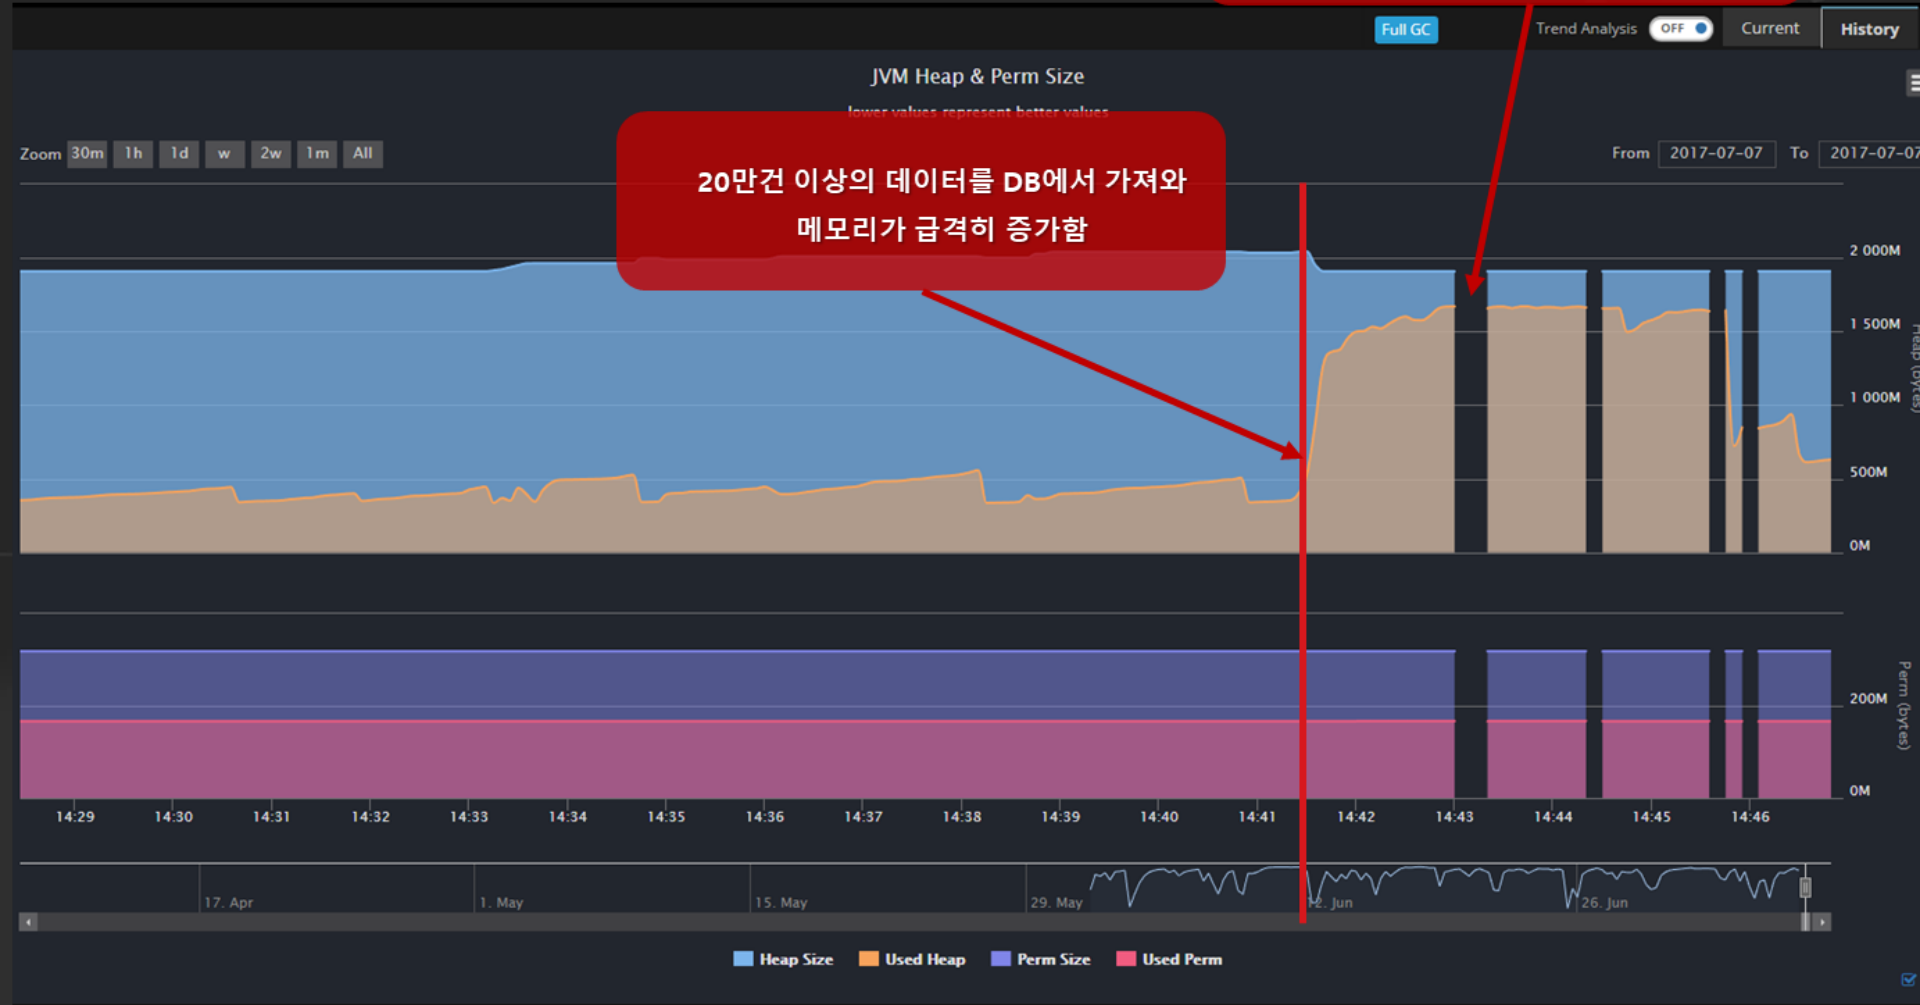 Full GC
Trend Analysis
OFF
Current
History
JVM Heap & Perm Size
lower values represent better values
20만건 이상의 데이터를 DB에서 가져와
메모리가 급격히 증가함
Zoom 30m 1h 1d w 2w 1m All
From 2017-07-07 To 2017-07-07
2 000M
1 500M
1 000M
500M
0M
Heap (bytes)
200M
0M
Perm (bytes)
14:29 14:30 14:31 14:32 14:33 14:34 14:35 14:36 14:37 14:38 14:39 14:40 14:41 14:42 14:43 14:44 14:45 14:46
17. Apr 1. May 15. May 29. May 12. Jun 26. Jun
Heap Size Used Heap Perm Size Used Perm